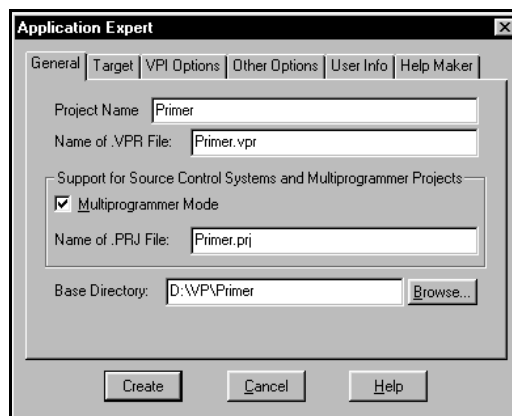 Application Expert
General Target VPI Options Other Options User Info Help Maker
Project Name Primer
Name of .VPR File: Primer.vpr
Support for Source Control Systems and Multiprogrammer Projects
Multiprogrammer Mode
Name of .PRJ File: Primer.prj
Base Directory: D:\VP\Primer Browse...
Create Cancel Help